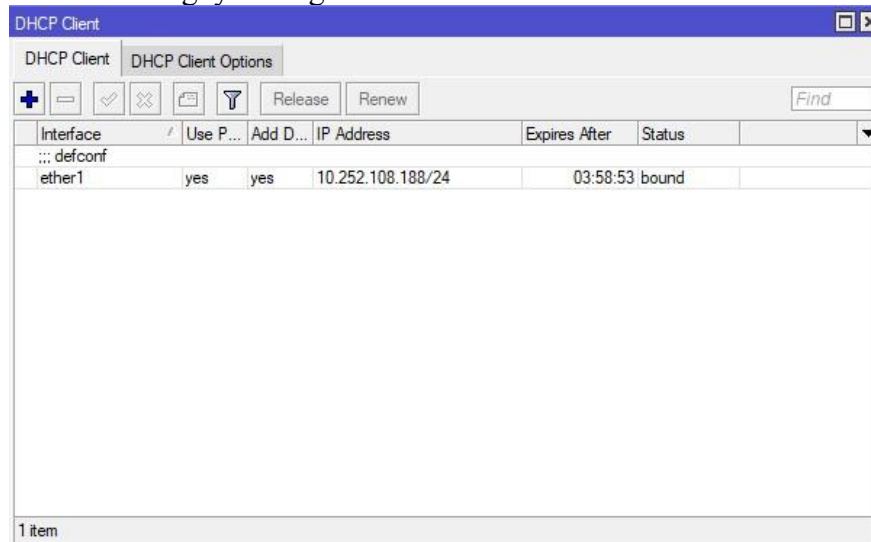 DHCP Client
DHCP Client DHCP Client Options
Release Renew Find
Interface Use P... Add D... IP Address Expires After Status
;;; defconf
ether1 yes yes 10.252.108.188/24 03:58:53 bound
1 item